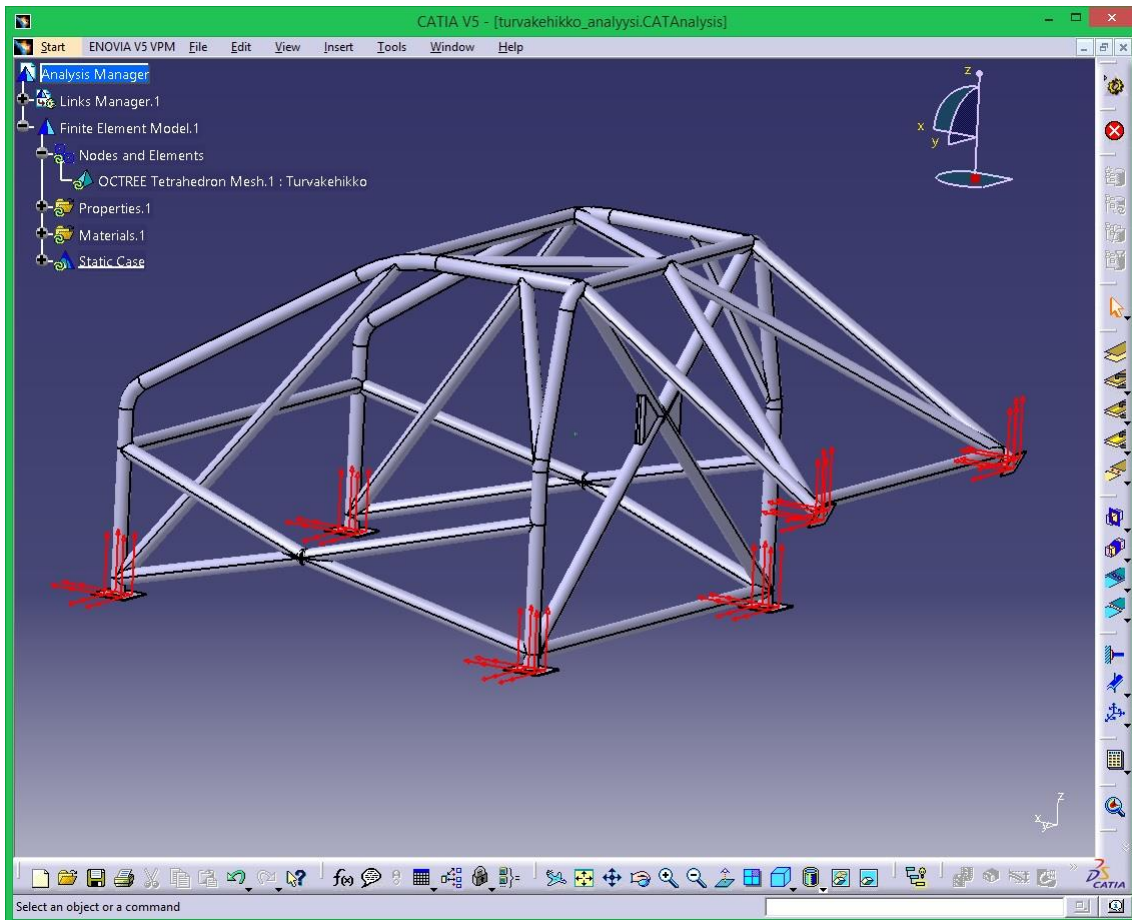 CATIA V5 - [turvakehikko_analyysi.CATAnalysis]
Start ENOVIA V5 VPM File Edit View Insert Tools Window Help
Analysis Manager
Links Manager.1
Finite Element Model.1
Nodes and Elements
OCTREE Tetrahedron Mesh.1 : Turvakehikko
Properties.1
Materials.1
Static Case
z
x
y
z
x
y
f(x)
DS
CATIA
Select an object or a command